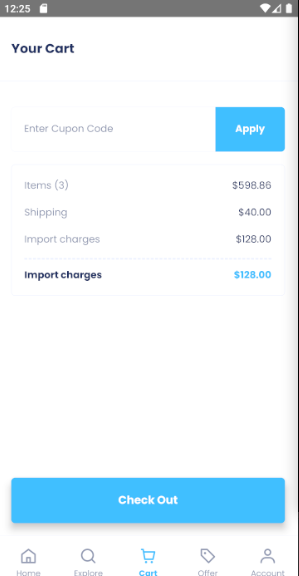 12:25
Your Cart
Enter Cupon Code
Apply
Items (3) $598.86
Shipping $40.00
Import charges $128.00
Import charges $128.00
Check Out
Home Explore Cart Offer Account